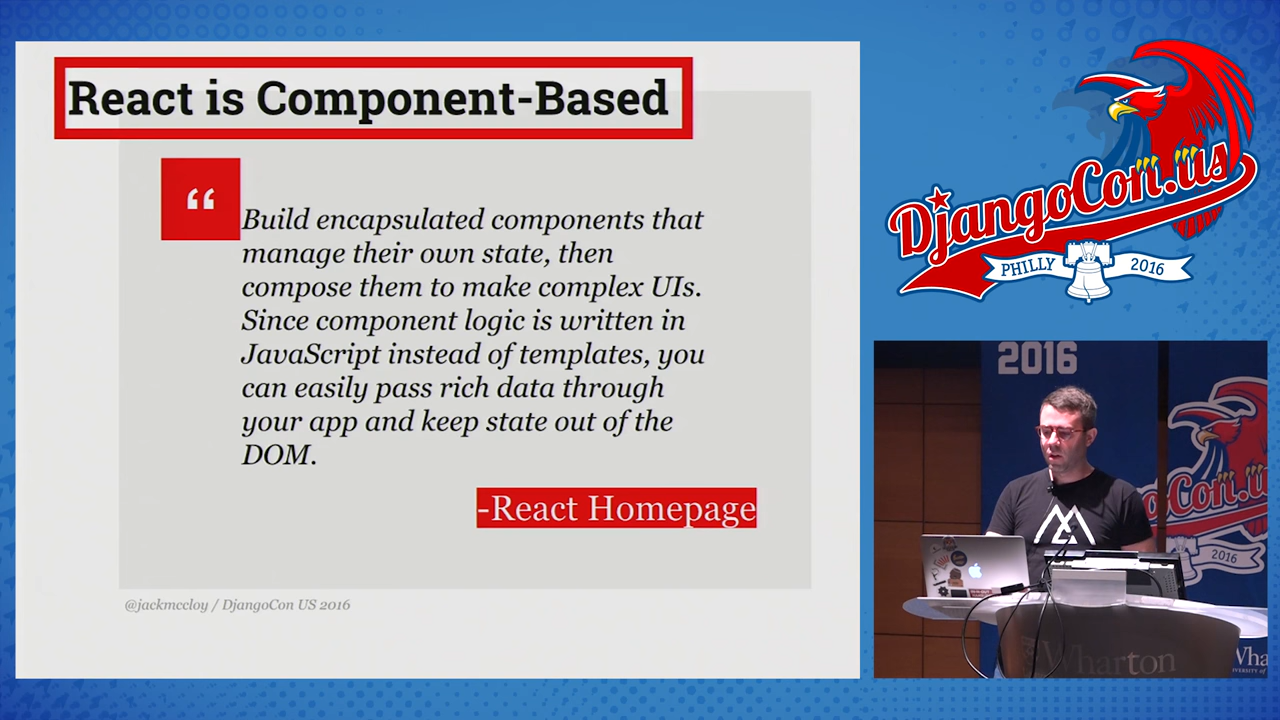 React is Component-Based
“
Build encapsulated components that
manage their own state, then
compose them to make complex UIs.
Since component logic is written in
JavaScript instead of templates, you
can easily pass rich data through
your app and keep state out of the
DOM.
-React Homepage
@jackmccloy / DjangoCon US 2016
DjangoCon.us
PHILLY 2016
2016
Con.u
2016
Wharton
Wha